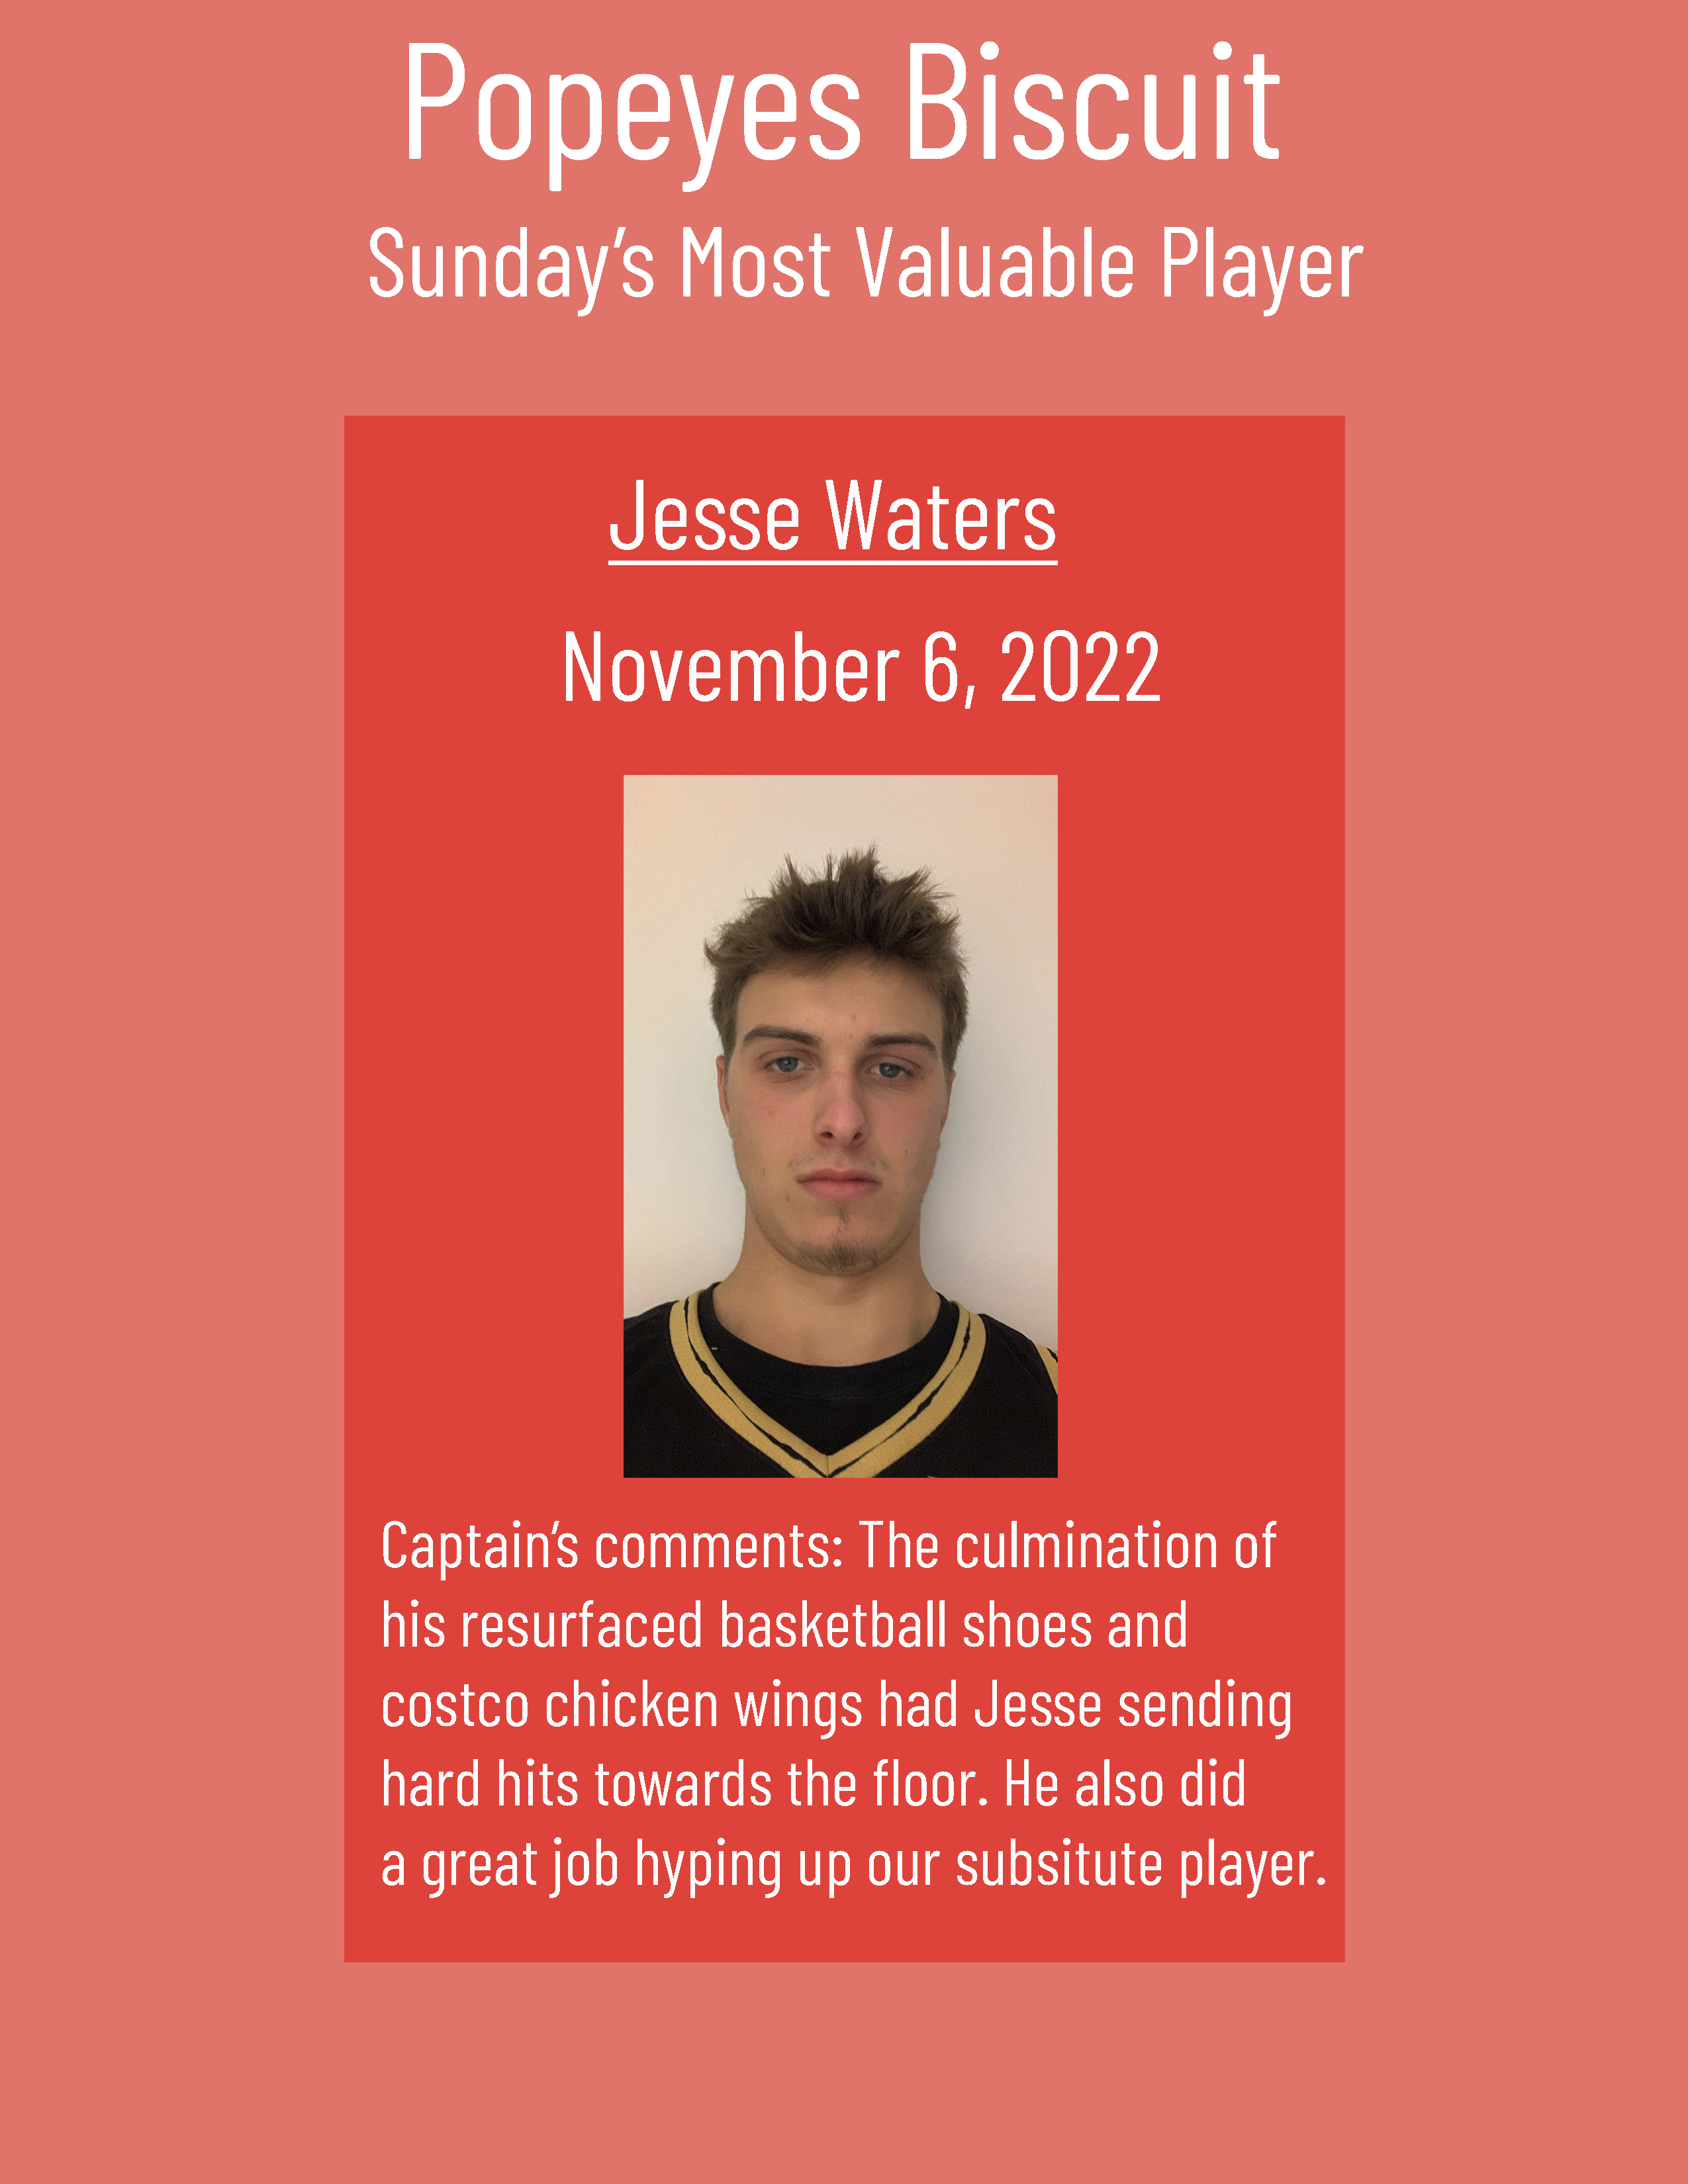 Popeyes Biscuit
Sunday’s Most Valuable Player
Jesse Waters
November 6, 2022
Captain’s comments: The culmination of
his resurfaced basketball shoes and
costco chicken wings had Jesse sending
hard hits towards the floor. He also did
a great job hyping up our subsitute player.